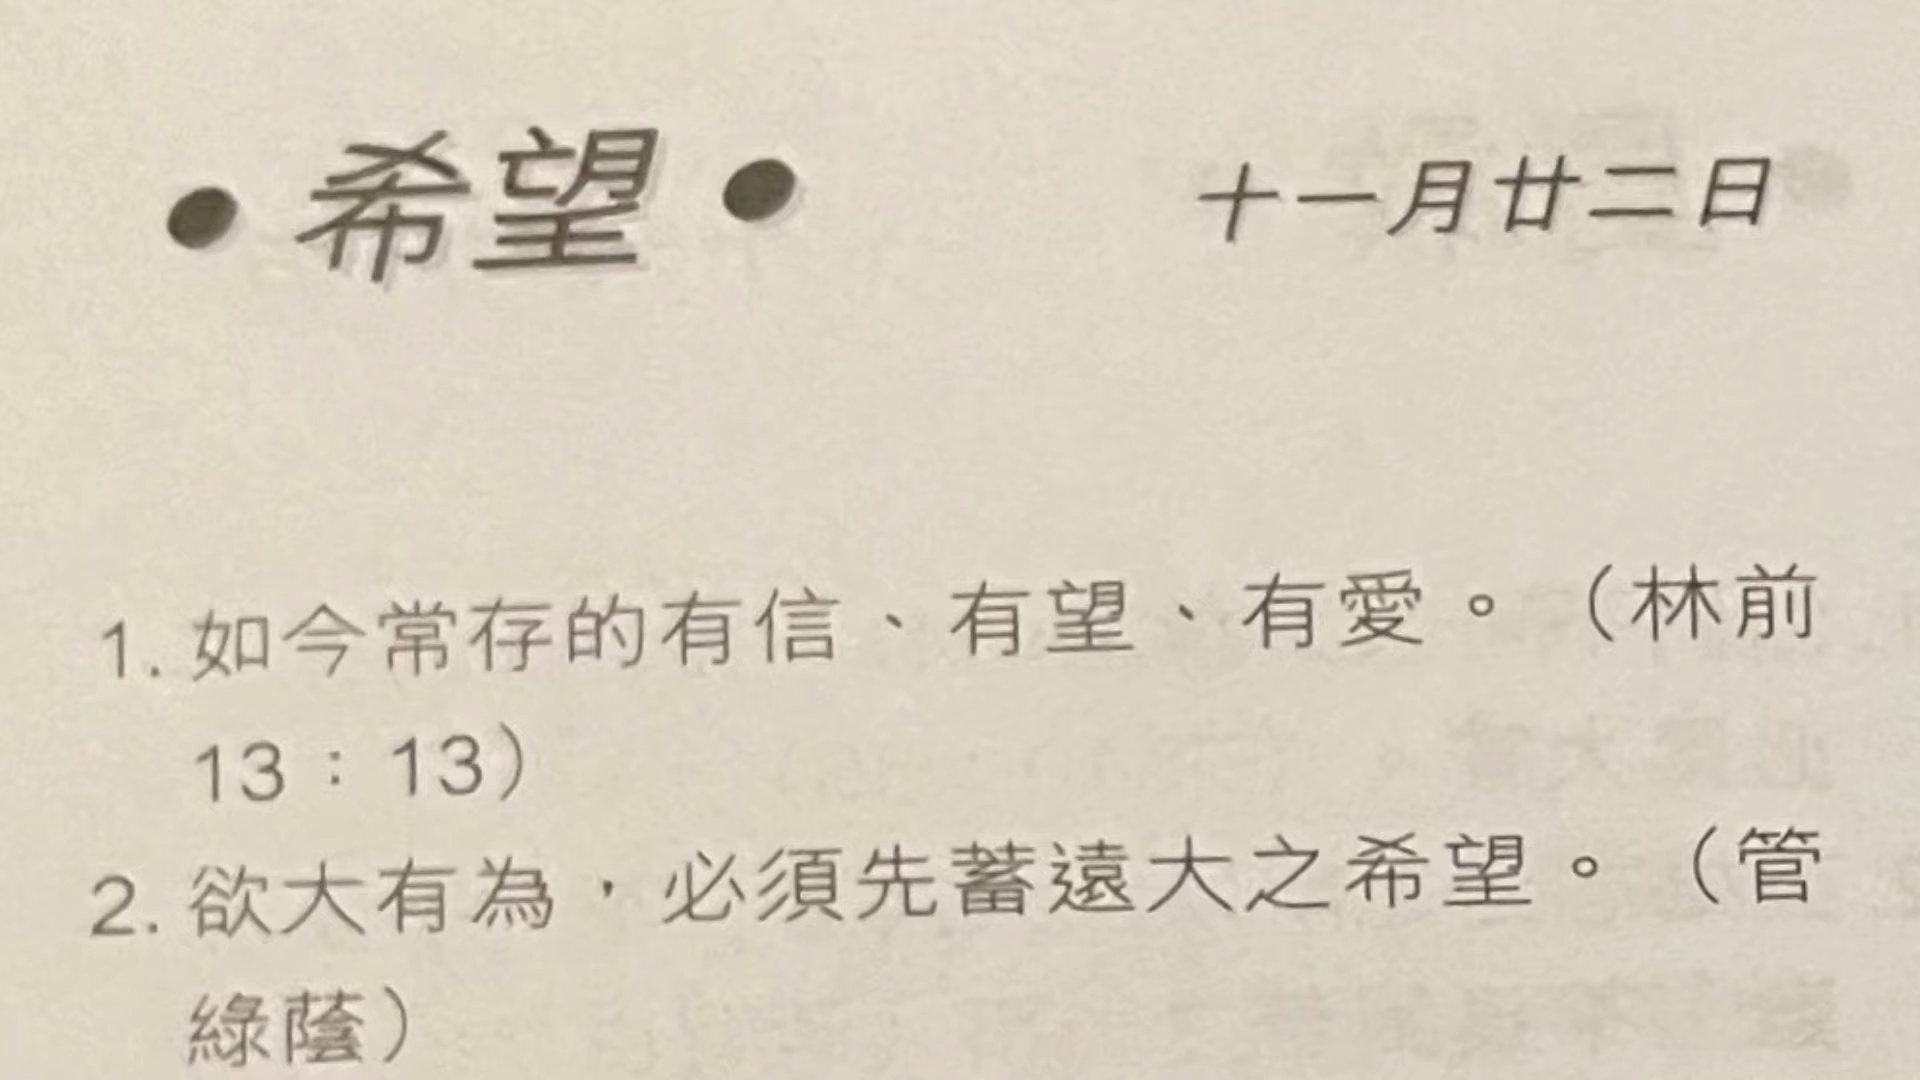 •希望•
十一月廿二日
1. 如今常存的有信、有望、有愛。（林前
13：13）
2. 欲大有為，必須先蓄遠大之希望。（管
綠蔭）